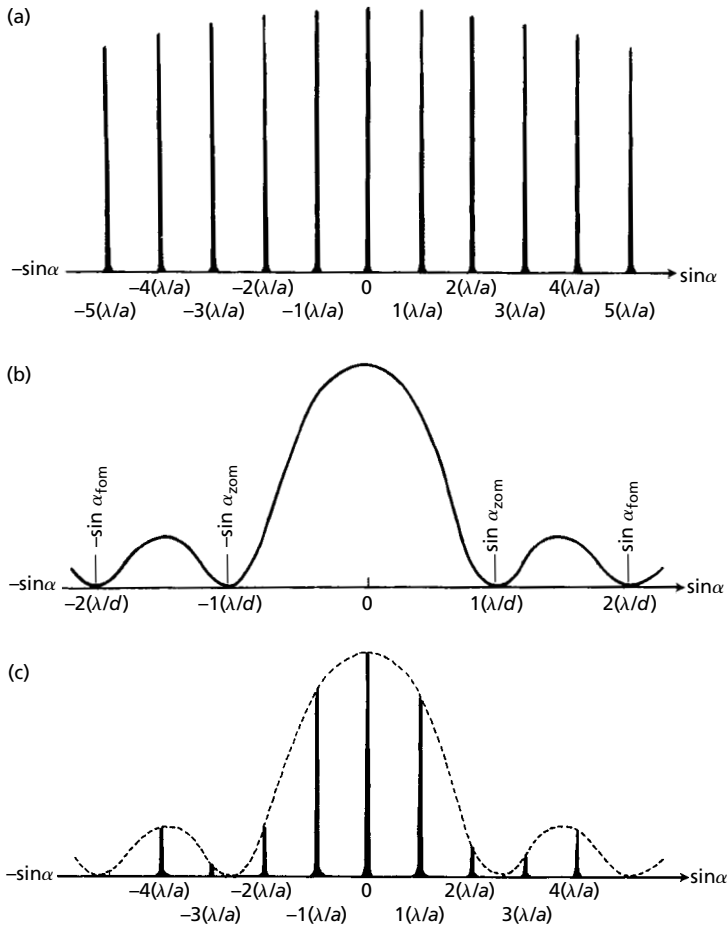 (a)
–sinα
sinα
–4(λ/a) –2(λ/a) 0 2(λ/a) 4(λ/a)
–5(λ/a) –3(λ/a) –1(λ/a) 1(λ/a) 3(λ/a) 5(λ/a)
(b)
–sin αfom
–sin αzom
sin αzom
sin αfom
–sinα
sinα
–2(λ/d) –1(λ/d) 0 1(λ/d) 2(λ/d)
(c)
–sinα
sinα
–4(λ/a) –2(λ/a) 0 2(λ/a) 4(λ/a)
–3(λ/a) –1(λ/a) 1(λ/a) 3(λ/a)